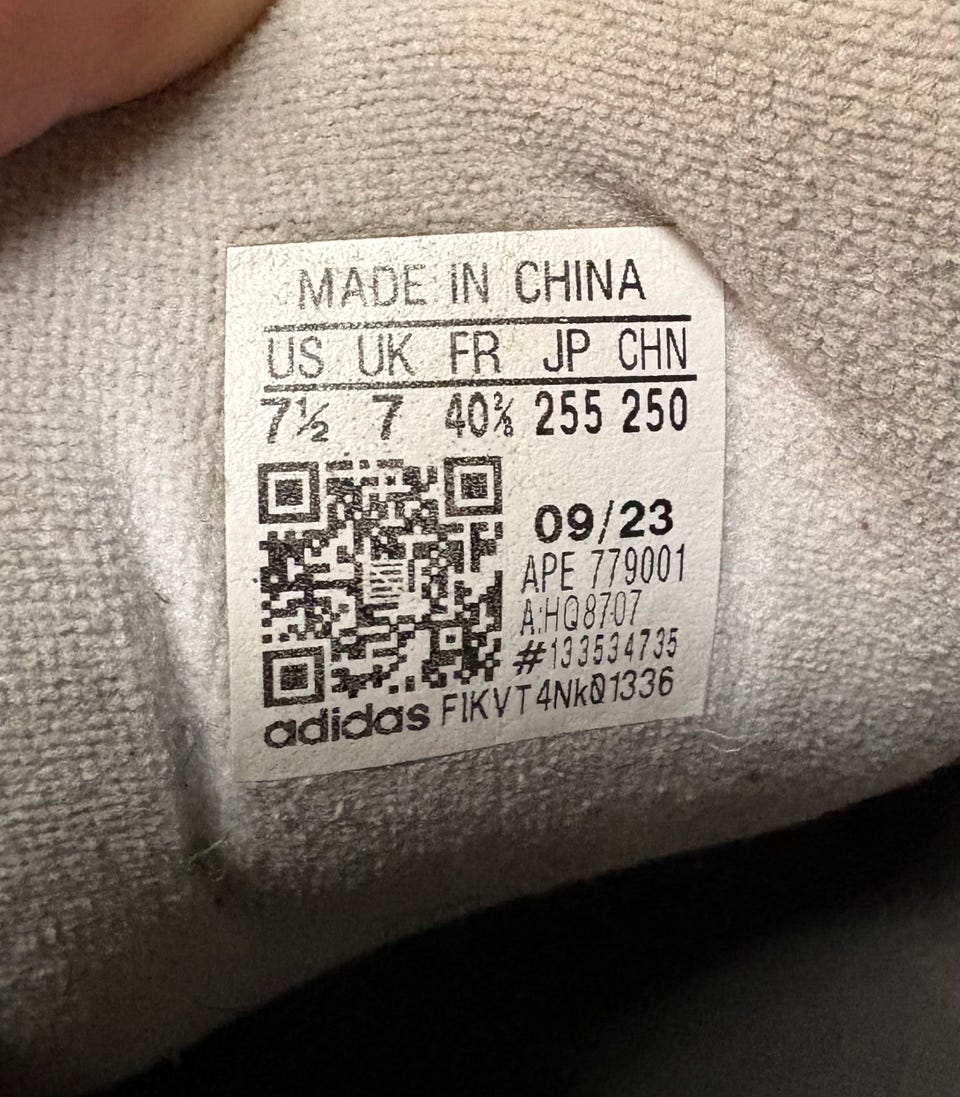 MADE IN CHINA
US UK FR JP CHN
7½ 7 40⅔ 255 250
09/23
APE 779001
A:HQ8707
#133534735
adidas FIKVT4Nk01336